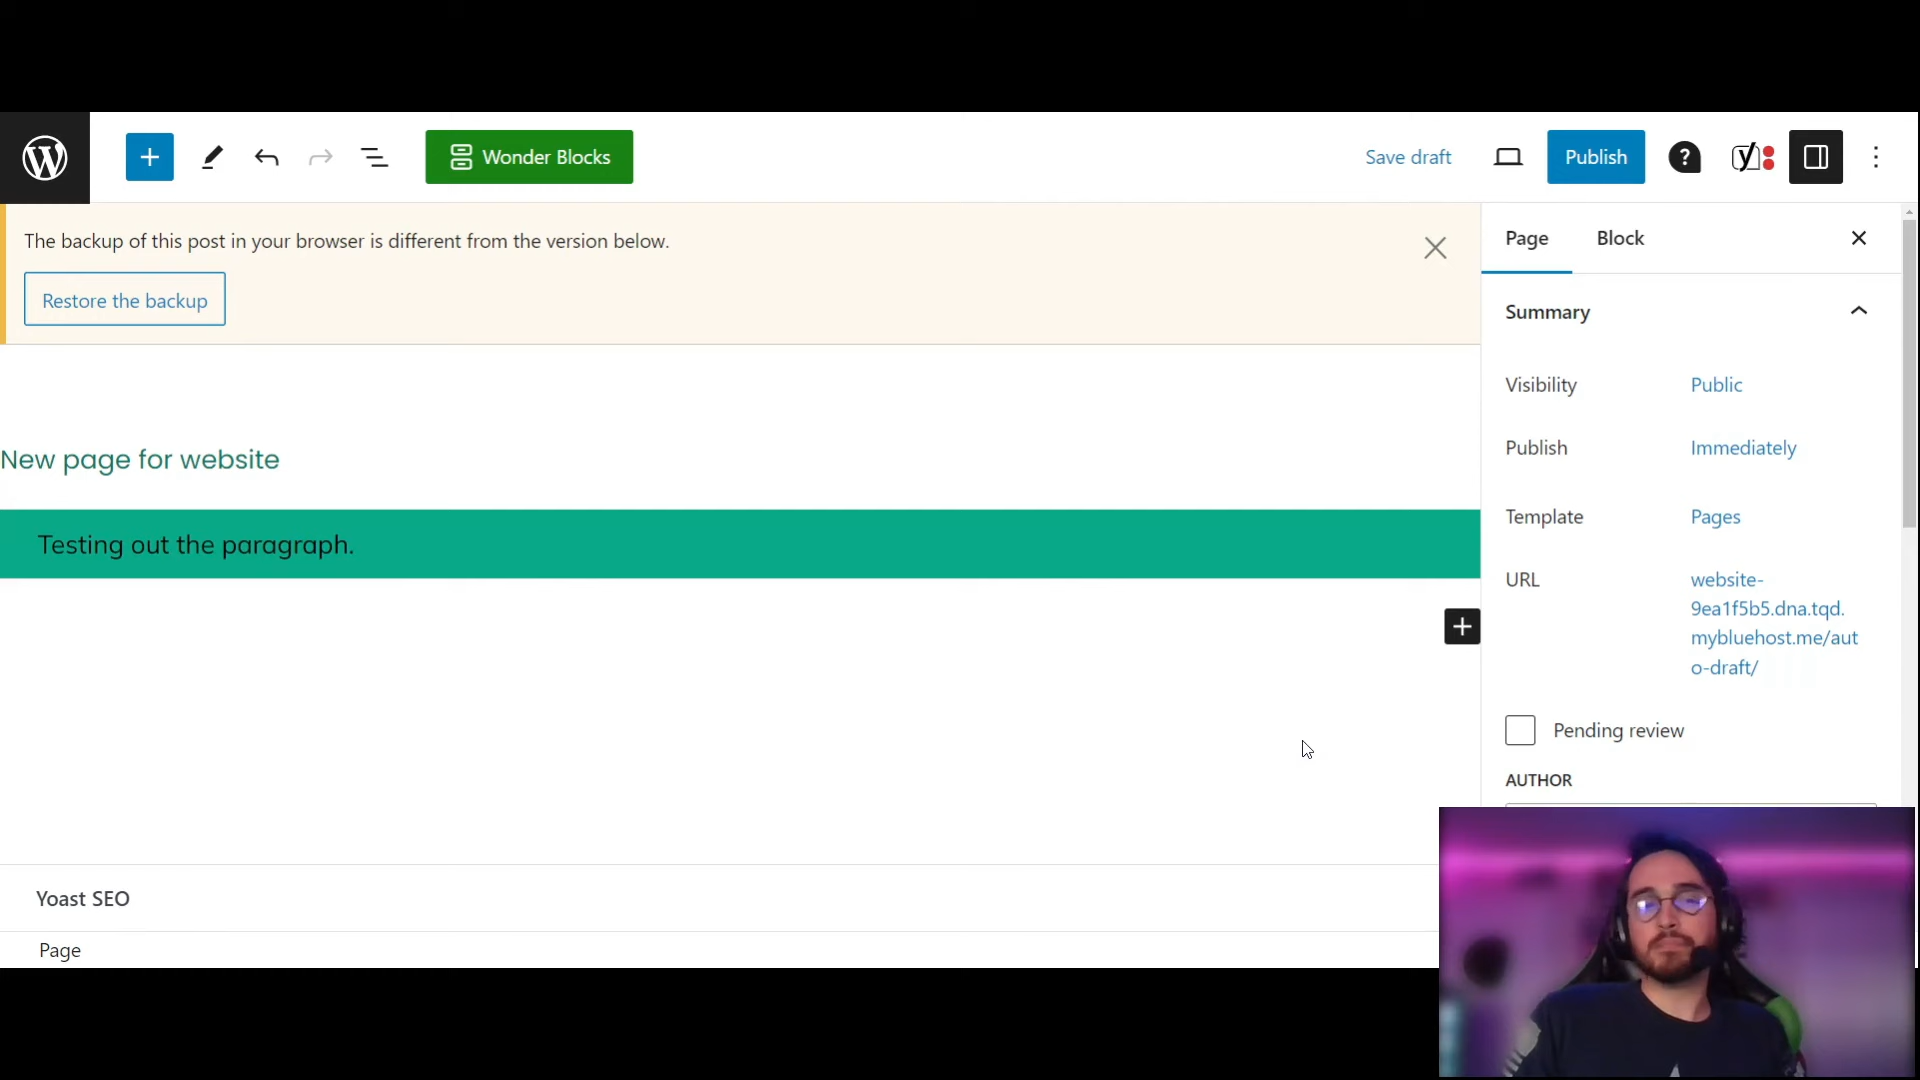 Wonder Blocks
Save draft
Publish
The backup of this post in your browser is different from the version below.
Restore the backup
New page for website
Testing out the paragraph.
Page
Block
Summary
Visibility Public
Publish Immediately
Template Pages
URL website-
9ea1f5b5.dna.tqd.
mybluehost.me/aut
o-draft/
Pending review
AUTHOR
Yoast SEO
Page